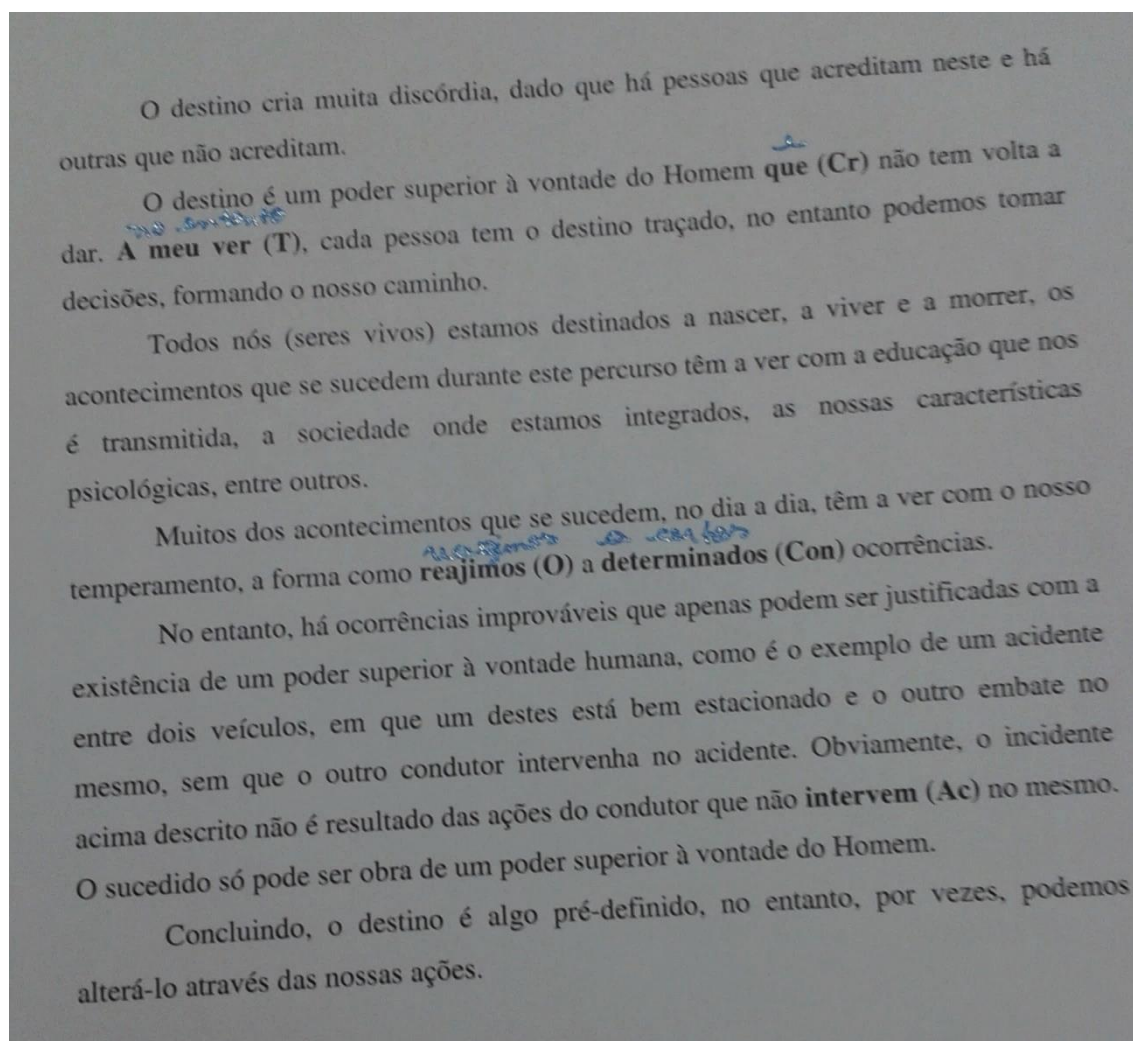 O destino cria muita discórdia, dado que há pessoas que acreditam neste e há
outras que não acreditam.
O destino é um poder superior à vontade do Homem que (Cr) não tem volta a
dar. A meu ver (T), cada pessoa tem o destino traçado, no entanto podemos tomar
decisões, formando o nosso caminho.
Todos nós (seres vivos) estamos destinados a nascer, a viver e a morrer, os
acontecimentos que se sucedem durante este percurso têm a ver com a educação que nos
é transmitida, a sociedade onde estamos integrados, as nossas características
psicológicas, entre outros.
Muitos dos acontecimentos que se sucedem, no dia a dia, têm a ver com o nosso
reagimos
temperamento, a forma como reajimos (O) a determinados (Con) ocorrências.
No entanto, há ocorrências improváveis que apenas podem ser justificadas com a
existência de um poder superior à vontade humana, como é o exemplo de um acidente
entre dois veículos, em que um destes está bem estacionado e o outro embate no
mesmo, sem que o outro condutor intervenha no acidente. Obviamente, o incidente
acima descrito não é resultado das ações do condutor que não intervem (Ac) no mesmo.
O sucedido só pode ser obra de um poder superior à vontade do Homem.
Concluindo, o destino é algo pré-definido, no entanto, por vezes, podemos
alterá-lo através das nossas ações.